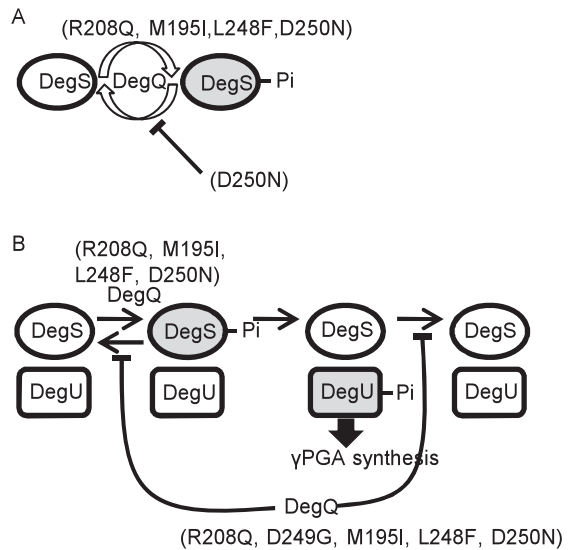 A
(R208Q, M195I,L248F,D250N)
DegS
DegQ
DegS
Pi
(D250N)
B
(R208Q, M195I,
L248F, D250N)
DegQ
DegS
DegS
Pi
DegS
DegS
DegU
DegU
DegU
Pi
DegU
γPGA synthesis
DegQ
(R208Q, D249G, M195I, L248F, D250N)